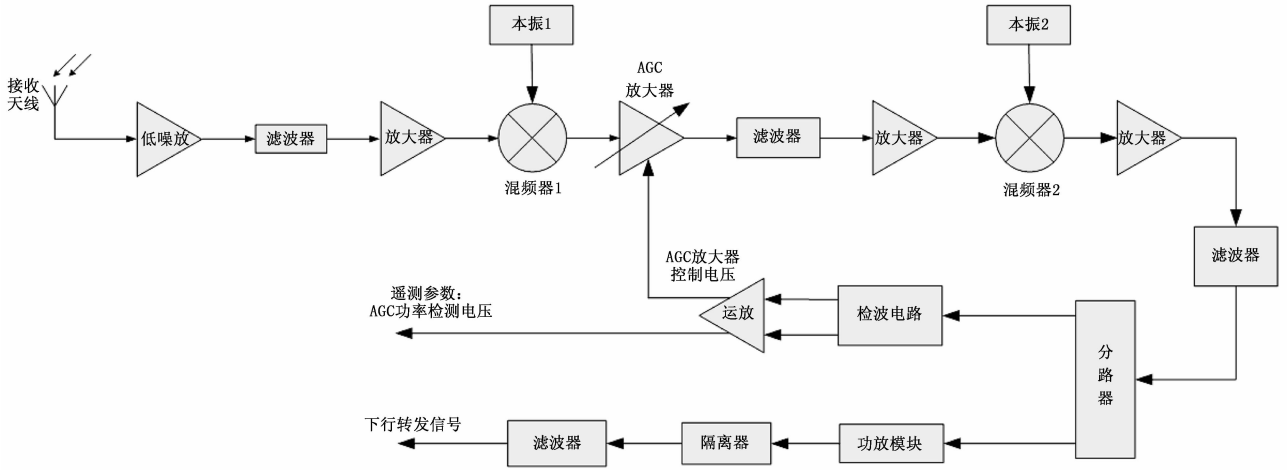 本振1
本振2
接收
天线
AGC
放大器
低噪放
滤波器
放大器
滤波器
放大器
放大器
混频器1
混频器2
滤波器
AGC放大器
控制电压
遥测参数:
AGC功率检测电压
运放
检波电路
分
路
器
下行转发信号
滤波器
隔离器
功放模块